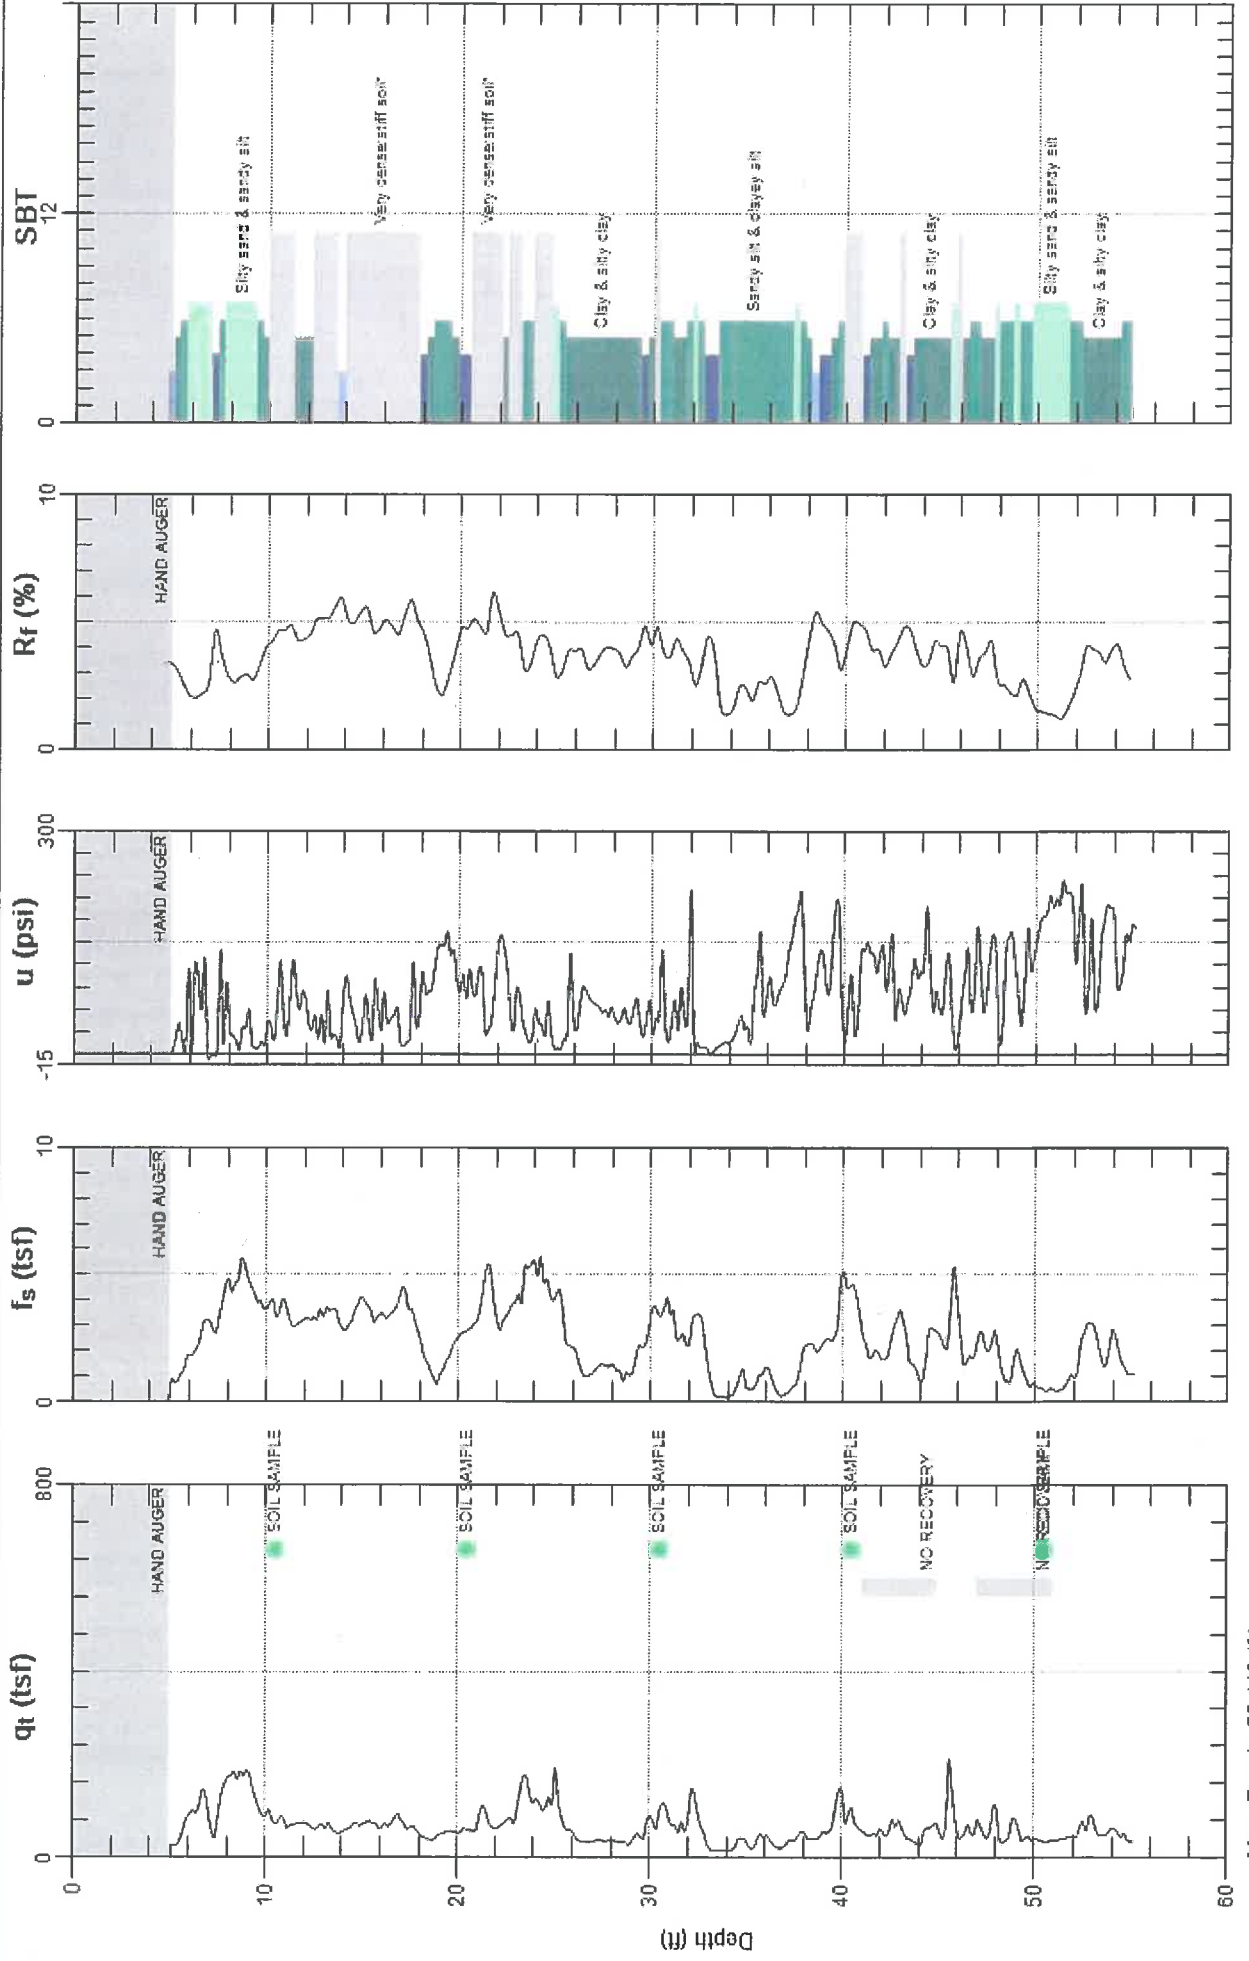 qt (tsf)
fs (tsf)
u (psi)
Rf (%)
SBT
0
800
0
10
-15
300
0
10
0
12
Depth (ft)
0
10
20
30
40
50
60
HAND AUGER
SOIL SAMPLE
SOIL SAMPLE
SOIL SAMPLE
SOIL SAMPLE
NO RECOVERY
HAND AUGER
HAND AUGER
HAND AUGER
Silty sand & sandy silt
Very dense/stiff soil*
Very dense/stiff soil*
Clay & silty clay
Sandy silt & clayey silt
Clay & silty clay
Silty sand & sandy silt
Clay & silty clay